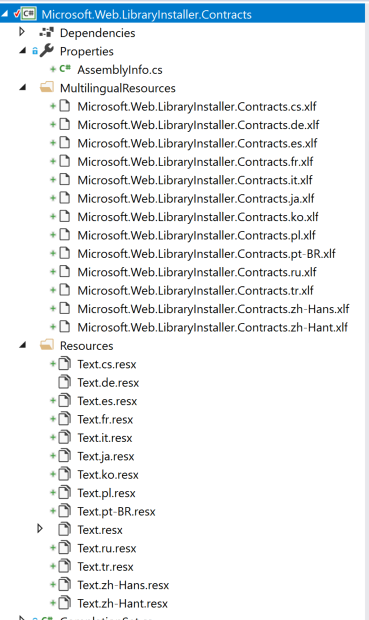 Microsoft.Web.LibraryInstaller.Contracts
Dependencies
Properties
AssemblyInfo.cs
MultilingualResources
Microsoft.Web.LibraryInstaller.Contracts.cs.xlf
Microsoft.Web.LibraryInstaller.Contracts.de.xlf
Microsoft.Web.LibraryInstaller.Contracts.es.xlf
Microsoft.Web.LibraryInstaller.Contracts.fr.xlf
Microsoft.Web.LibraryInstaller.Contracts.it.xlf
Microsoft.Web.LibraryInstaller.Contracts.ja.xlf
Microsoft.Web.LibraryInstaller.Contracts.ko.xlf
Microsoft.Web.LibraryInstaller.Contracts.pl.xlf
Microsoft.Web.LibraryInstaller.Contracts.pt-BR.xlf
Microsoft.Web.LibraryInstaller.Contracts.ru.xlf
Microsoft.Web.LibraryInstaller.Contracts.tr.xlf
Microsoft.Web.LibraryInstaller.Contracts.zh-Hans.xlf
Microsoft.Web.LibraryInstaller.Contracts.zh-Hant.xlf
Resources
Text.cs.resx
Text.de.resx
Text.es.resx
Text.fr.resx
Text.it.resx
Text.ja.resx
Text.ko.resx
Text.pl.resx
Text.pt-BR.resx
Text.resx
Text.ru.resx
Text.tr.resx
Text.zh-Hans.resx
Text.zh-Hant.resx